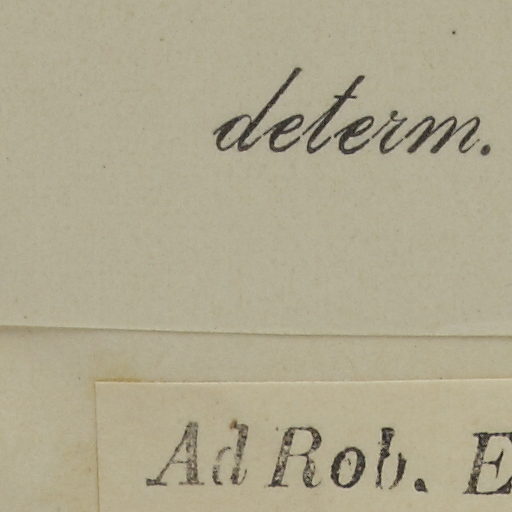 determ.
Ad Rob. E